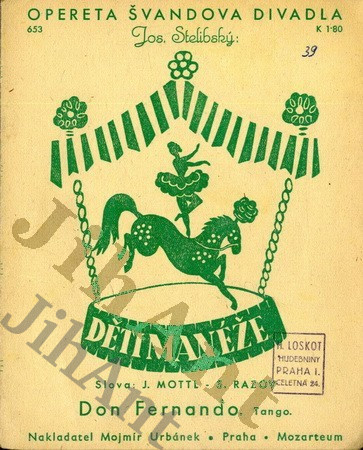 OPERETA ŠVANDOVA DIVADLA
653
K 1·80
Jos. Stelibský:
39
DĚTI MANÉŽE
H. LOSKOT
HUDEBNINY
PRAHA I.
CELETNÁ 24.
Slova: J. MOTTL - S. RAZOV
Don Fernando. Tango.
Nakladatel Mojmír Urbánek • Praha • Mozarteum
JihAnt
JihAnt